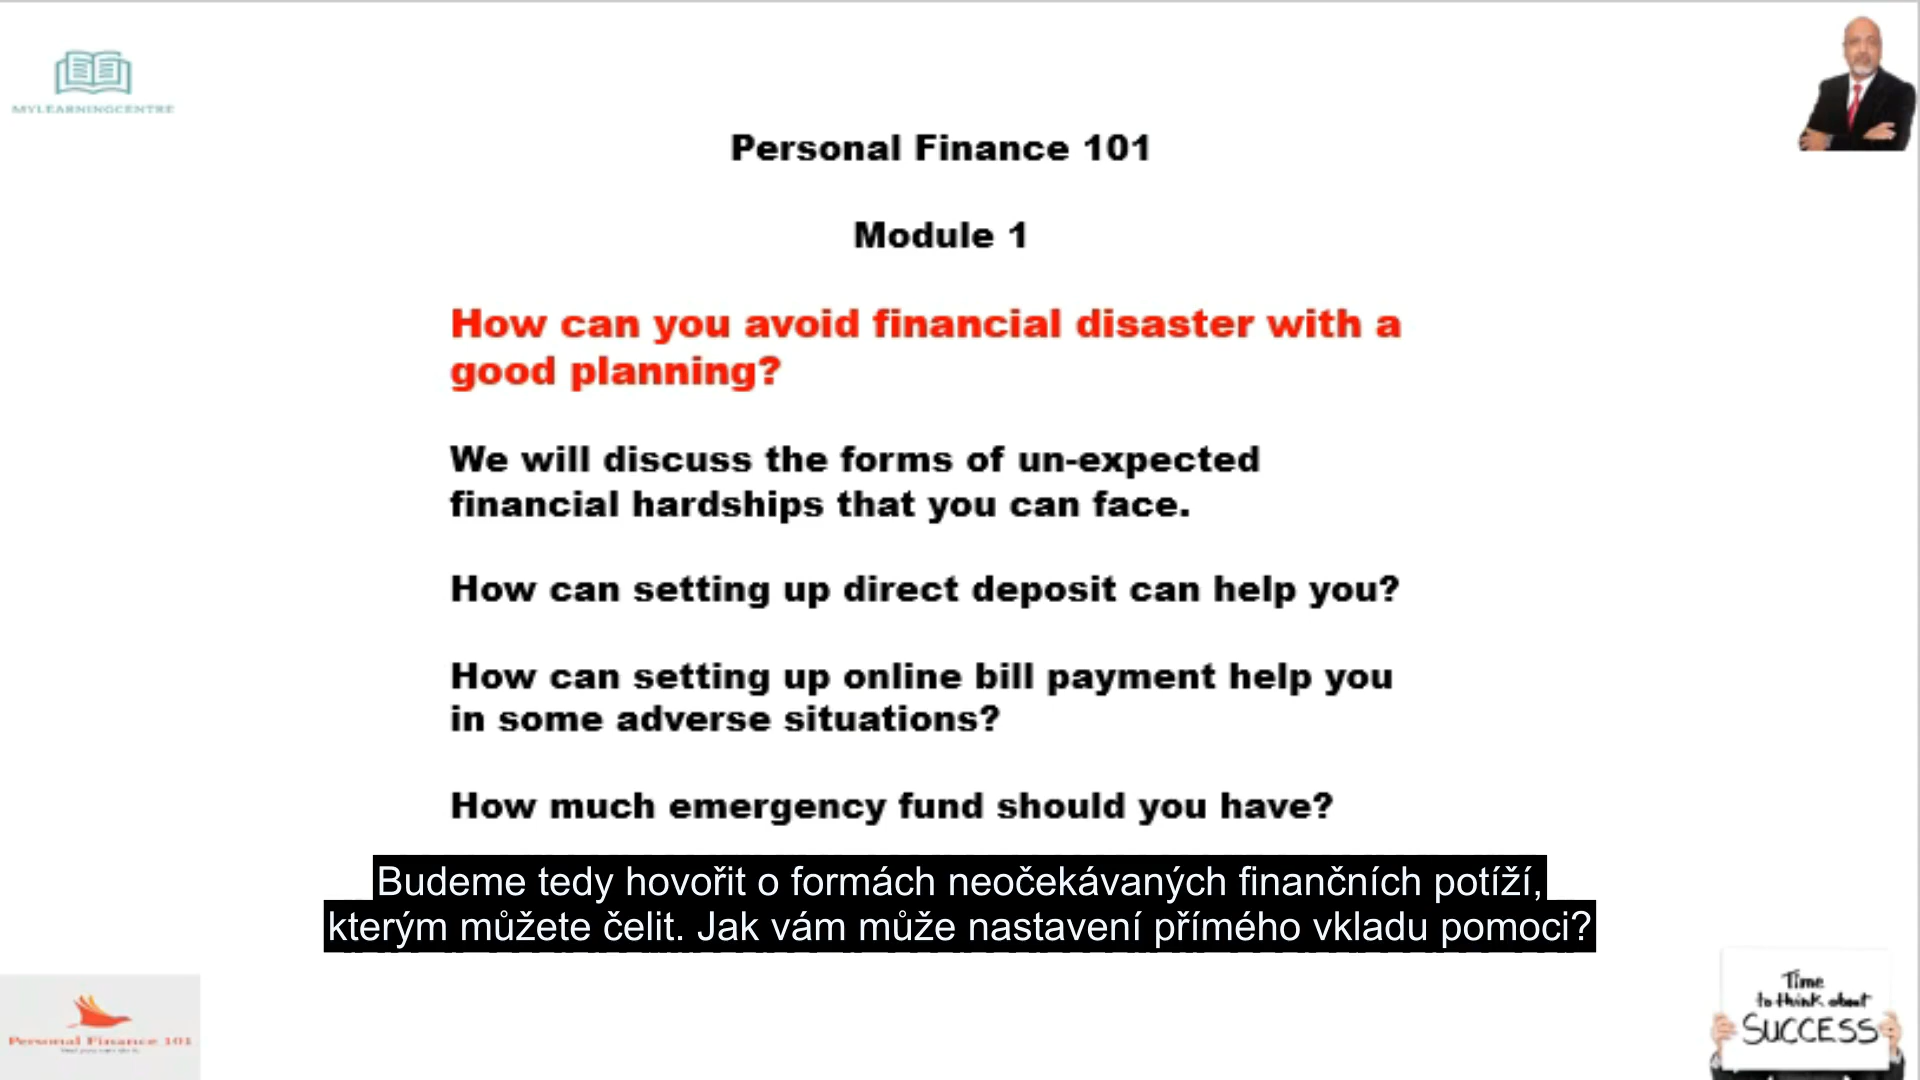 MYLEARNINGCENTRE
Personal Finance 101
Module 1
How can you avoid financial disaster with a
good planning?
We will discuss the forms of un-expected
financial hardships that you can face.
How can setting up direct deposit can help you?
How can setting up online bill payment help you
in some adverse situations?
How much emergency fund should you have?
Budeme tedy hovořit o formách neočekávaných finančních potíží,
kterým můžete čelit. Jak vám může nastavení přímého vkladu pomoci?
Personal Finance 101
Time
to think about
SUCCESS